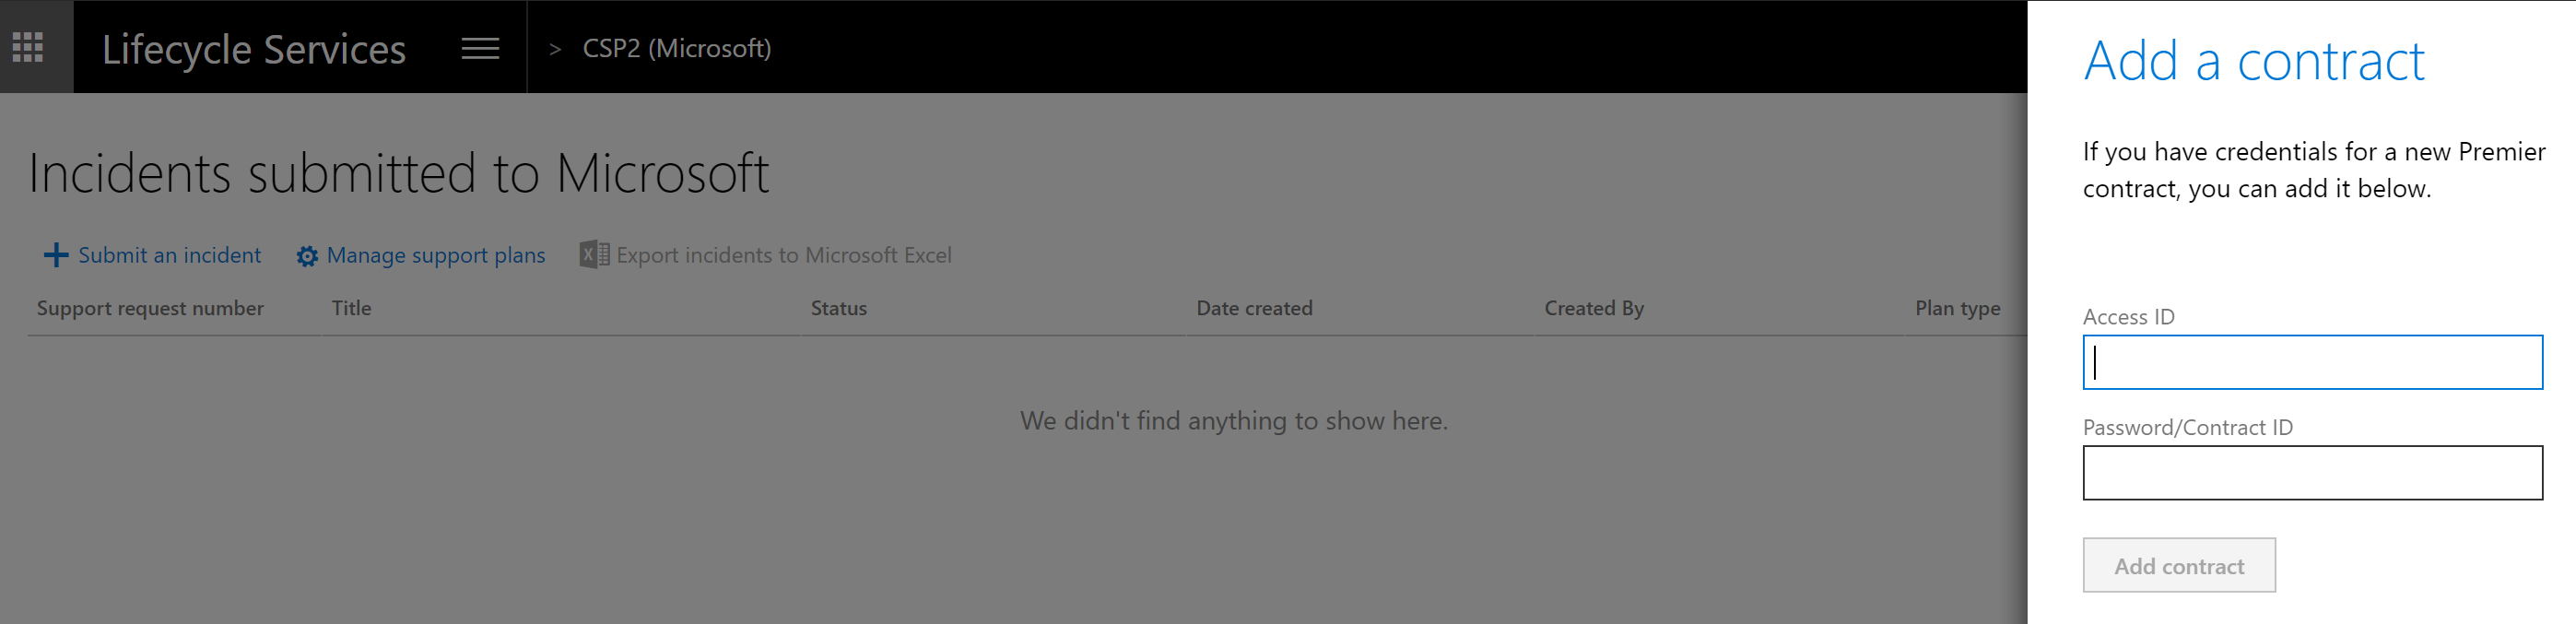 Lifecycle Services
> CSP2 (Microsoft)
Incidents submitted to Microsoft
Submit an incident Manage support plans Export incidents to Microsoft Excel
Support request number Title Status Date created Created By Plan type
We didn't find anything to show here.
Add a contract
If you have credentials for a new Premier
contract, you can add it below.
Access ID
Password/Contract ID
Add contract